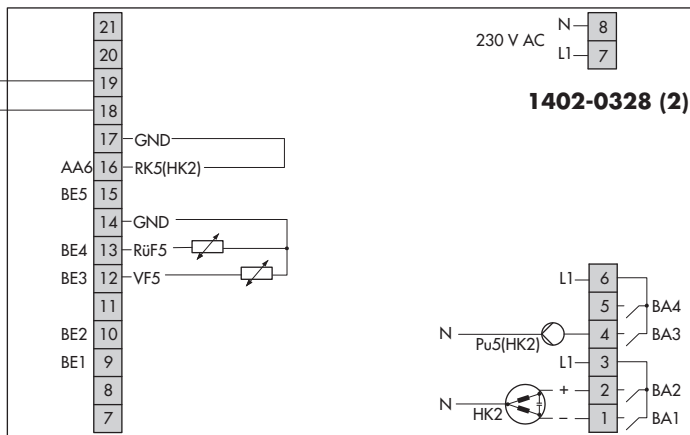 21
20
19
18
17 GND
AA6 16 RK5(HK2)
BE5 15
14 GND
BE4 13 RüF5
BE3 12 VF5
11
BE2 10
BE1 9
8
7
N 8
230 V AC
L1 7
1402-0328 (2)
L1 6
5 BA4
N Pu5(HK2) 4 BA3
L1 3
+ 2 BA2
N HK2
– 1 BA1